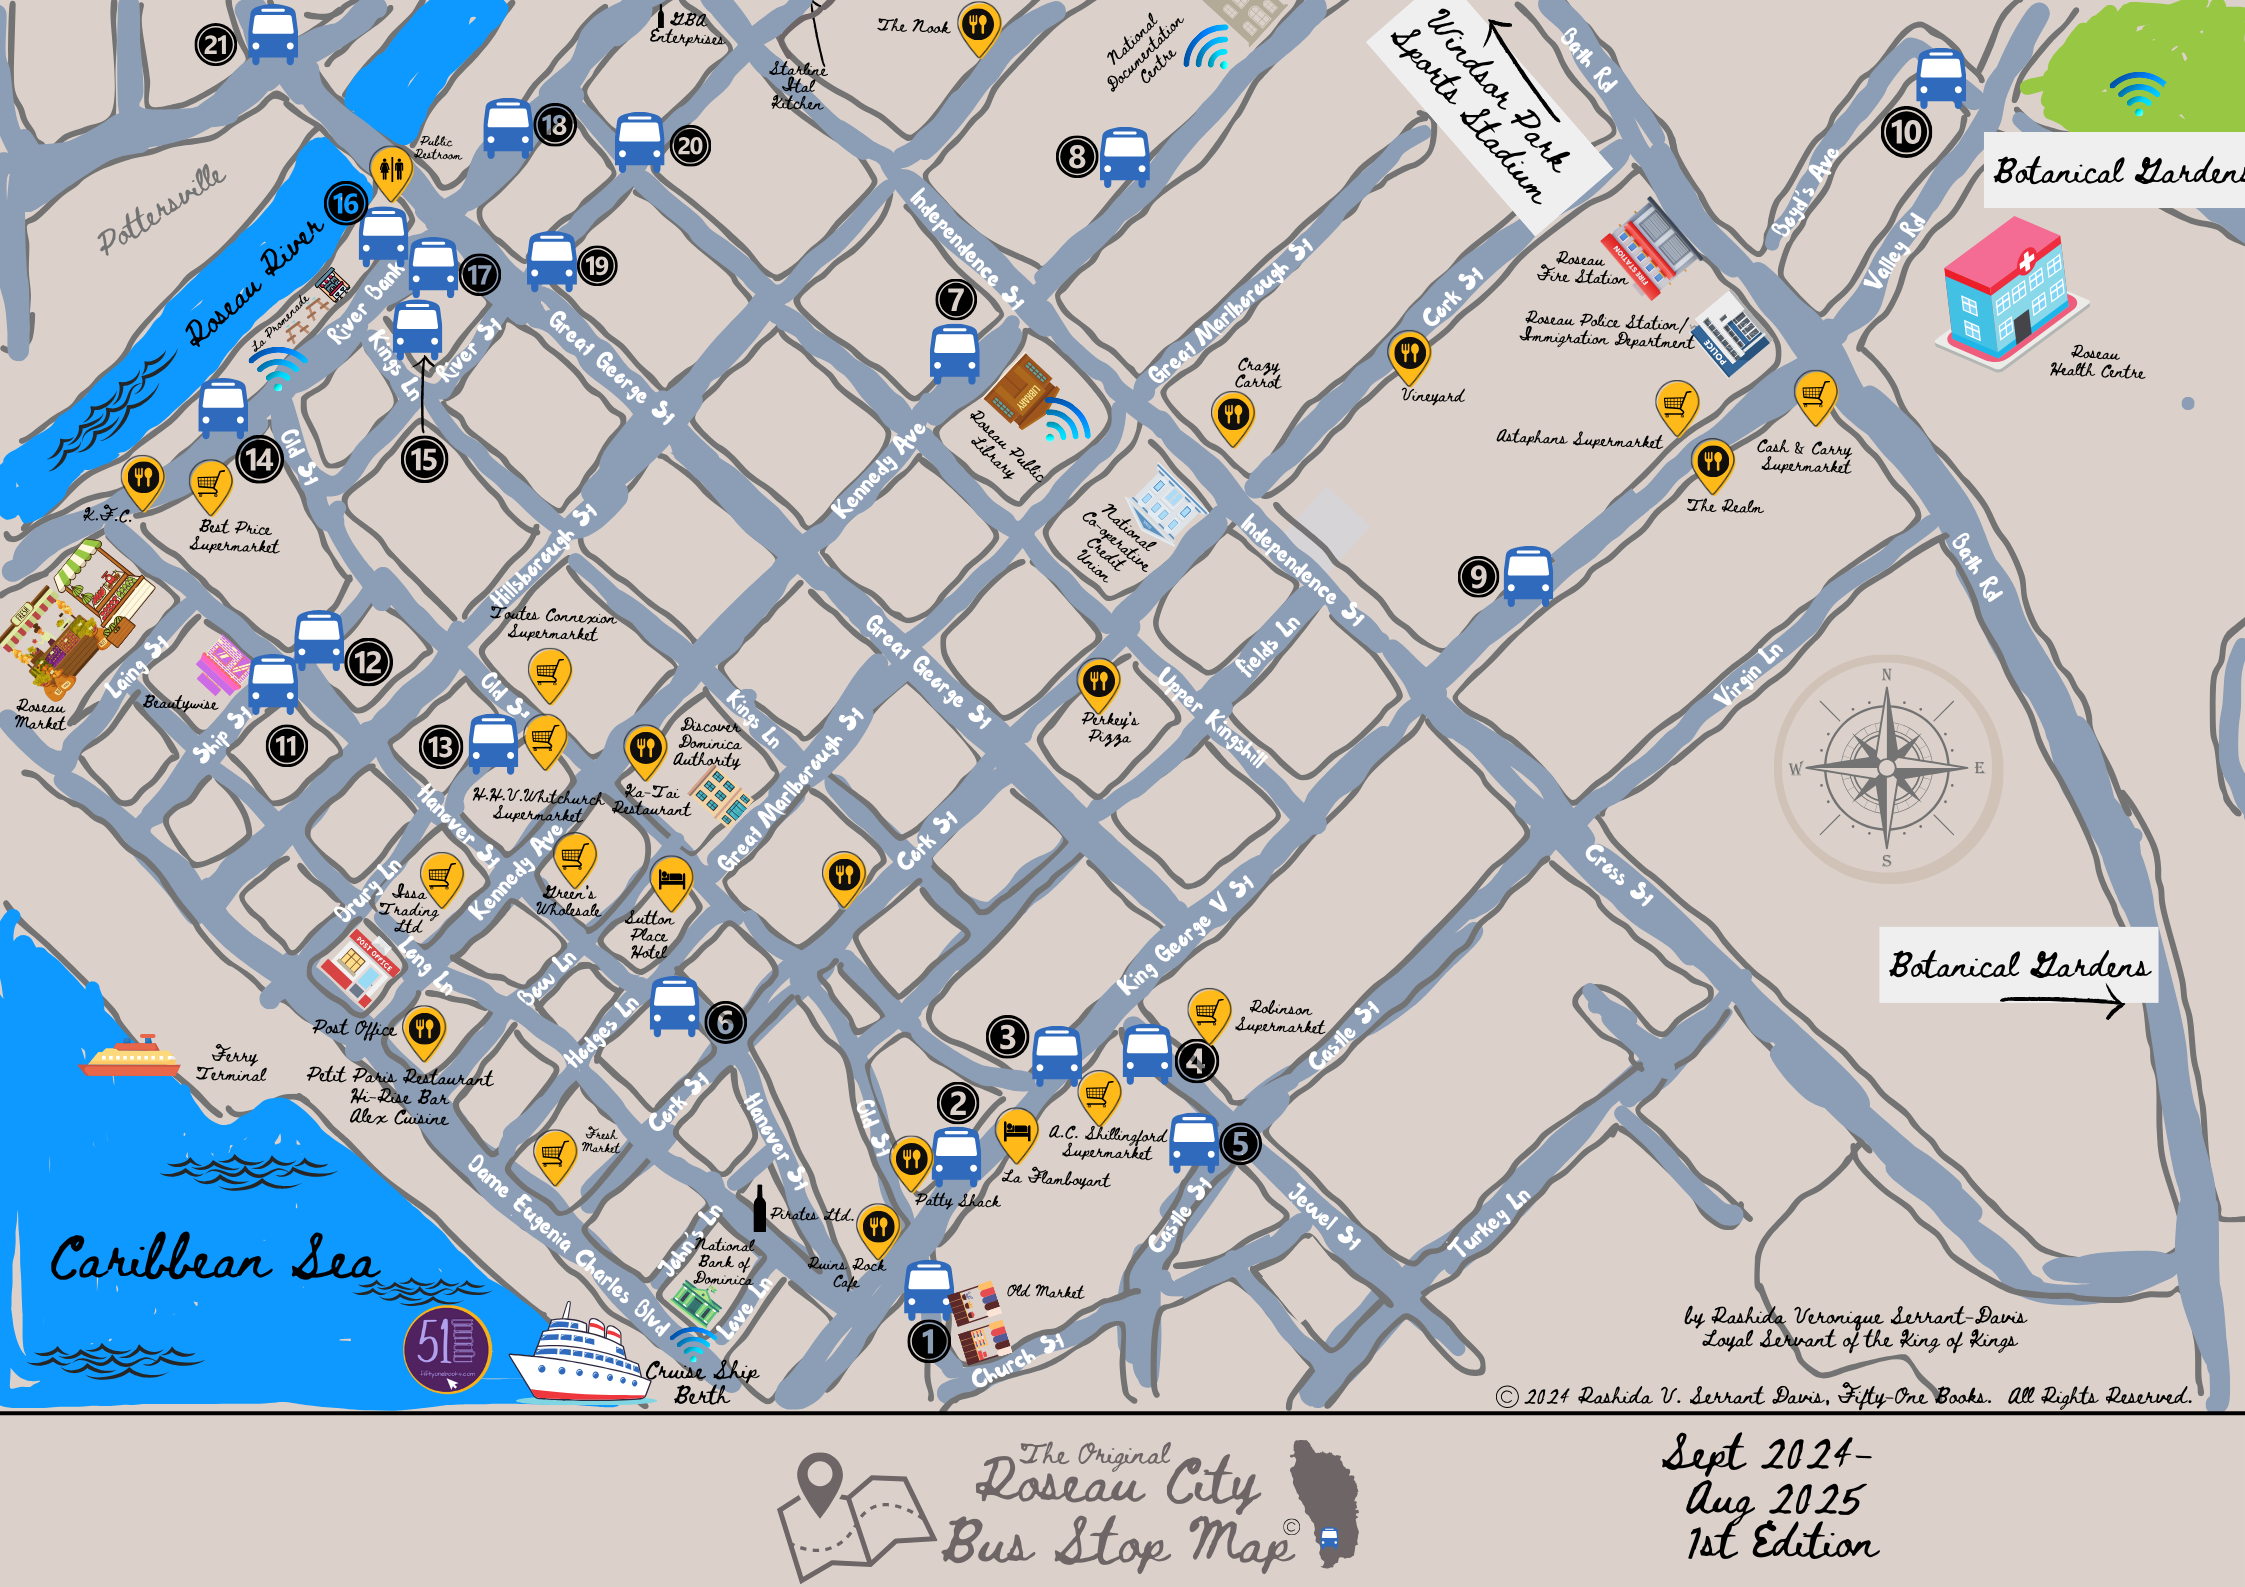 21
GBA
Enterprises
The Nook
Starline
Ital
Kitchen
National
Documentation
Centre
Windsor Park
Sports Stadium
Bath Rd
10
Botanical Gardens
Boyd's Ave
Valley Rd
Pottersville
Public
Restroom
18
20
8
16
17
19
Roseau River
La Promenade
River Bank
Kings Ln
River St
Great George St
Independence St
7
Great Marlborough St
Cork St
Roseau
Fire Station
FIRE STATION
Roseau Police Station/
Immigration Department
POLICE
Roseau
Health Centre
Crazy
Carrot
Vineyard
Astaphans Supermarket
Cash & Carry
Supermarket
The Realm
LIBRARY
Roseau Public
Library
Kennedy Ave
14
15
Old St
K.F.C.
Best Price
Supermarket
Hillsborough St
National
Co-operative
Credit
Union
Independence St
9
Bath Rd
Toutes Connexion
Supermarket
Great George St
fields Ln
Upper Kingshill
Virgin Ln
N
W
E
S
FRESH
Roseau
Market
Laing St
Beautywise
Ship St
12
11
13
Old St
Kings Ln
Discover
Dominica
Authority
Great Marlborough St
Perkey's
Pizza
H.H.V.Whitchurch
Supermarket
Ka-Tai
Restaurant
Hanover St
Kennedy Ave
Green's
Wholesale
Cork St
Cross St
Drury Ln
Issa
Trading
Ltd
Sutton
Place
Hotel
POST OFFICE
Long Ln
Bow Ln
King George V St
Botanical Gardens
Post Office
Hodges Ln
6
3
4
Robinson
Supermarket
Castle St
Ferry
Terminal
Petit Paris Restaurant
Hi-Rise Bar
Alex Cuisine
Cork St
Hanover St
Old St
2
A.C. Shillingford
Supermarket
5
Fresh
Market
La Flamboyant
Patty Shack
Dame Eugenia Charles Blvd
Pirates Ltd.
John's Ln
National
Bank of
Dominica
Ruins Rock
Cafe
Love Ln
Castle St
Jewel St
Turkey Ln
Caribbean Sea
Old Market
1
Church St
51
fiftyonebooks.com
Cruise Ship
Berth
by Rashida Veronique Serrant-Davis
Loyal Servant of the King of Kings
© 2024 Rashida V. Serrant Davis, Fifty-One Books. All Rights Reserved.
The Original
Roseau City
Bus Stop Map©
Sept 2024-
Aug 2025
1st Edition